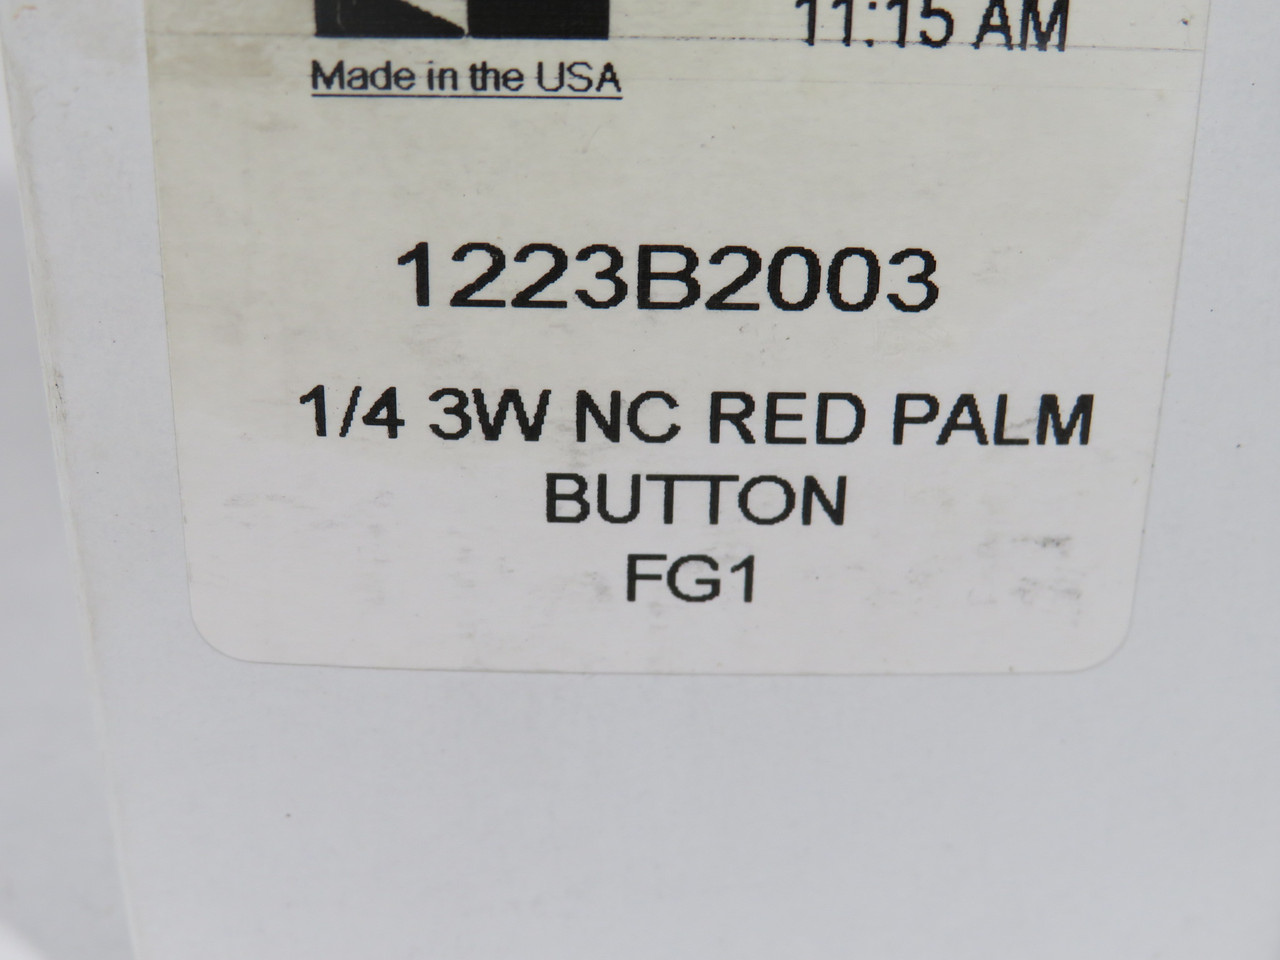 11:15 AM
Made in the USA
1223B2003
1/4 3W NC RED PALM
BUTTON
FG1